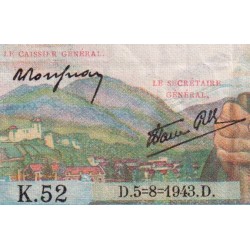 LE CAISSIER GÉNÉRAL.
LE SECRÉTAIRE
GÉNÉRAL.
K.52
D.5=8=1943.D.